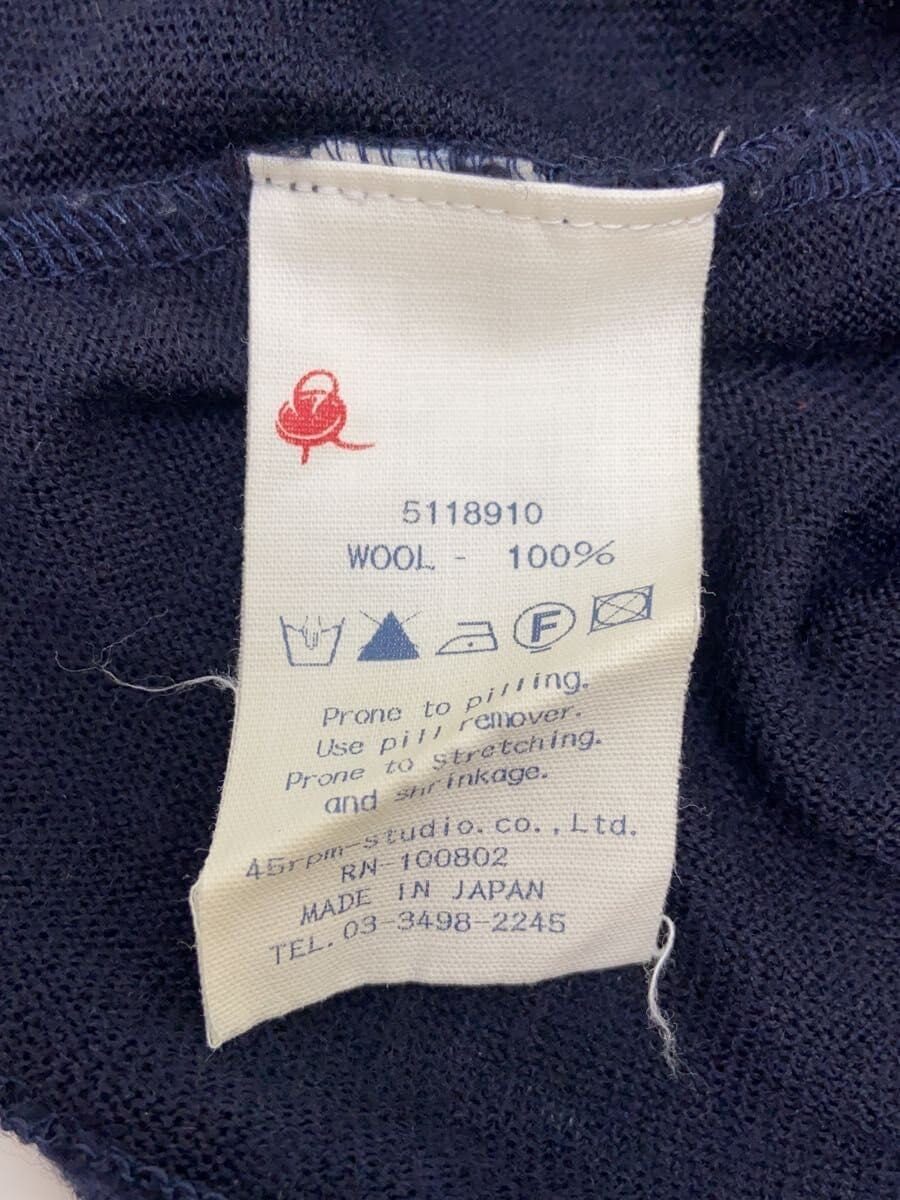 5118910
WOOL - 100%
F
Prone to pilling.
Use pill remover.
Prone to stretching.
and shrinkage.
45rpm-studio.co.,Ltd.
RN-100802
MADE IN JAPAN
TEL. 03-3498-2245